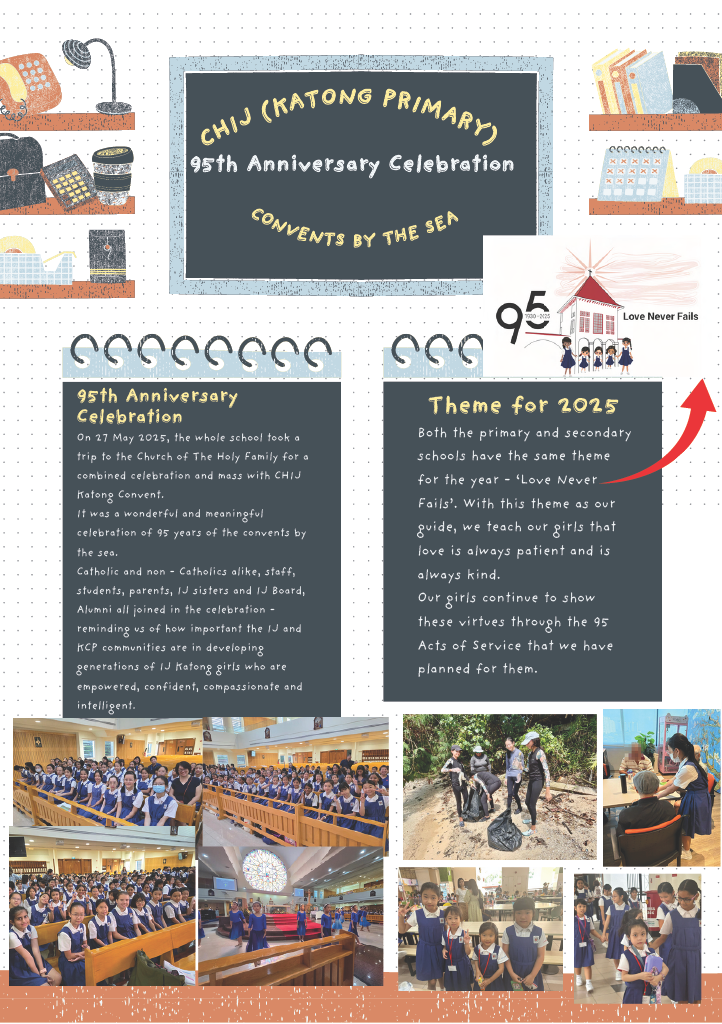 CHIJ (KATONG PRIMARY)
95th Anniversary Celebration
CONVENTS BY THE SEA
95
1930 - 2025
Love Never Fails
95th Anniversary
Celebration
On 27 May 2025, the whole school took a
trip to the Church of The Holy Family for a
combined celebration and mass with CHIJ
Katong Convent.
It was a wonderful and meaningful
celebration of 95 years of the convents by
the sea.
Catholic and non - Catholics alike, staff,
students, parents, IJ sisters and IJ Board,
Alumni all joined in the celebration -
reminding us of how important the IJ and
KCP communities are in developing
generations of IJ Katong girls who are
empowered, confident, compassionate and
intelligent.
Theme for 2025
Both the primary and secondary
schools have the same theme
for the year - ‘Love Never
Fails’. With this theme as our
guide, we teach our girls that
love is always patient and is
always kind.
Our girls continue to show
these virtues through the 95
Acts of Service that we have
planned for them.